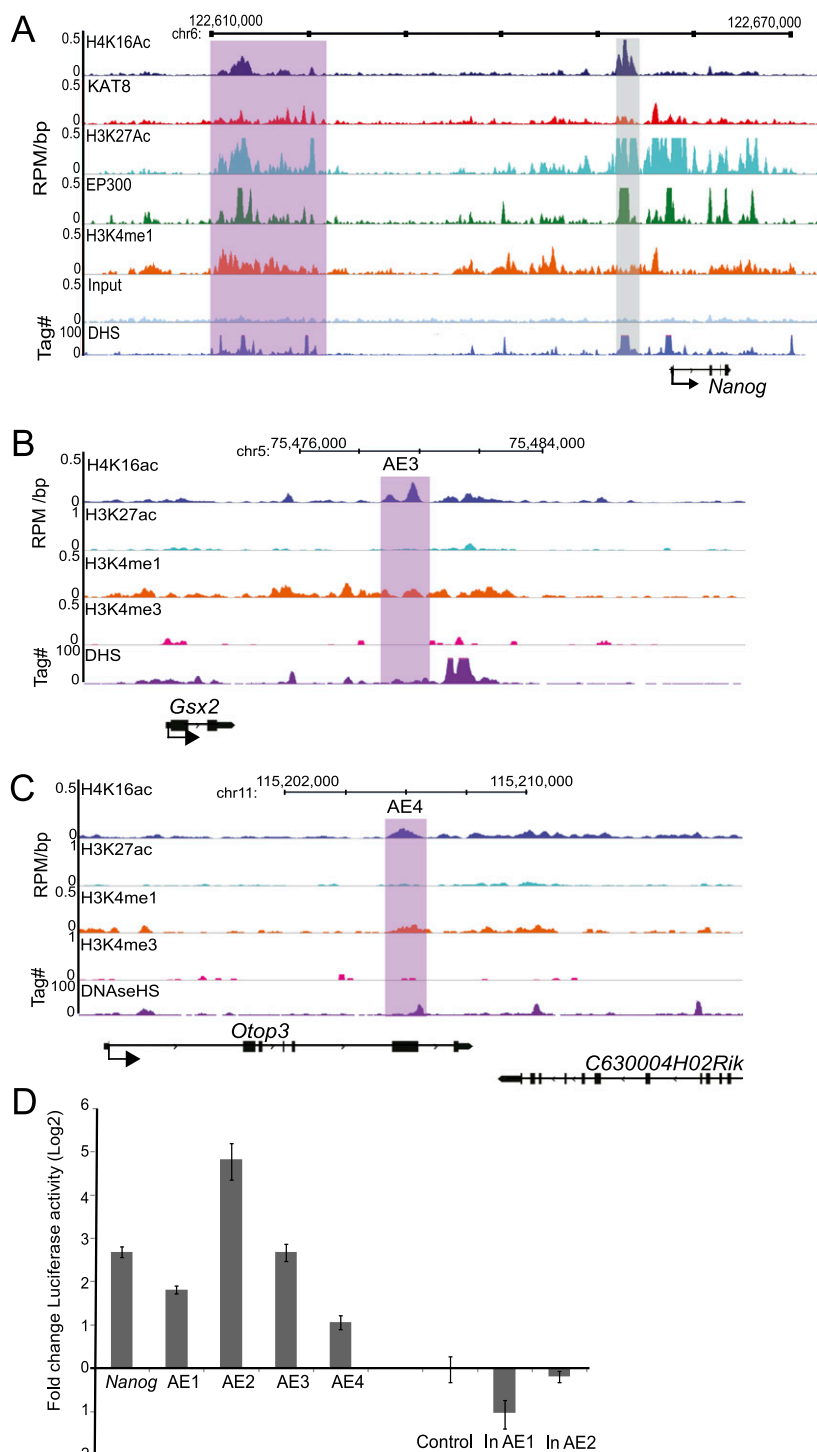 A
122,610,000
122,670,000
chr6:
RPM/bp
0.5
H4K16Ac
0
0.5
KAT8
0
0.5
H3K27Ac
0
0.5
EP300
0
0.5
H3K4me1
0
0.5
Input
0
Tag#
100
DHS
0
Nanog
B
chr5:
75,476,000
75,484,000
AE3
RPM /bp
0.5
H4K16ac
0
1
H3K27ac
0
0.5
H3K4me1
0
0.5
H3K4me3
0
Tag#
100
DHS
0
Gsx2
C
chr11:
115,202,000
115,210,000
AE4
RPM/bp
0.5
H4K16ac
0
1
H3K27ac
0
0.5
H3K4me1
0
1
H3K4me3
0
Tag#
100
DNAseHS
0
Otop3
C630004H02Rik
D
Fold change Luciferase activity (Log2)
6
5
4
3
2
1
0
1
Nanog AE1 AE2 AE3 AE4
Control In AE1 In AE2